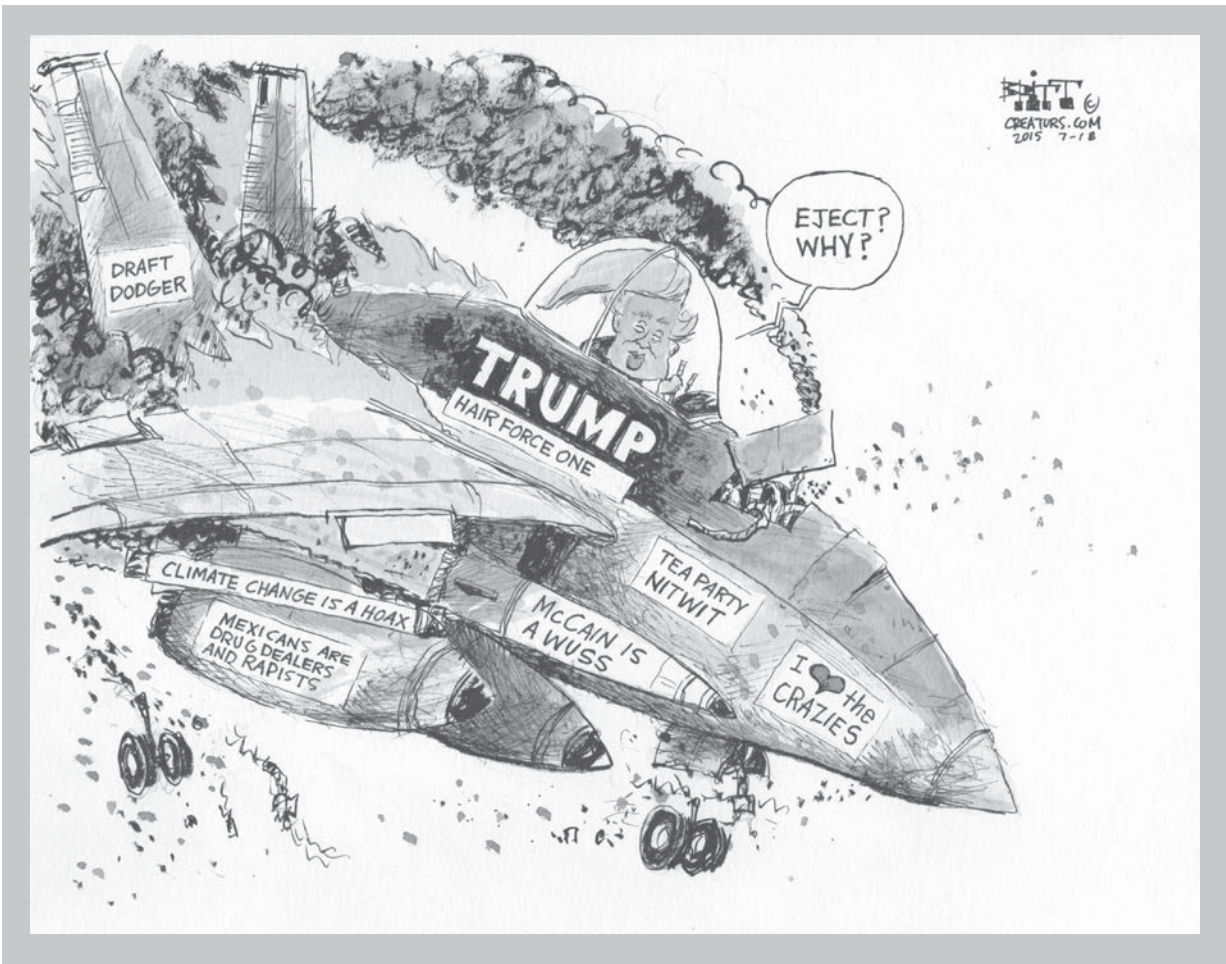 BRITT ©
CREATORS.COM
2015 7-18
EJECT?
WHY?
DRAFT
DODGER
TRUMP
HAIR FORCE ONE
TEA PARTY
NITWIT
CLIMATE CHANGE IS A HOAX
McCAIN IS
A WUSS
MEXICANS ARE
DRUG DEALERS
AND RAPISTS
I ♥ the
CRAZIES